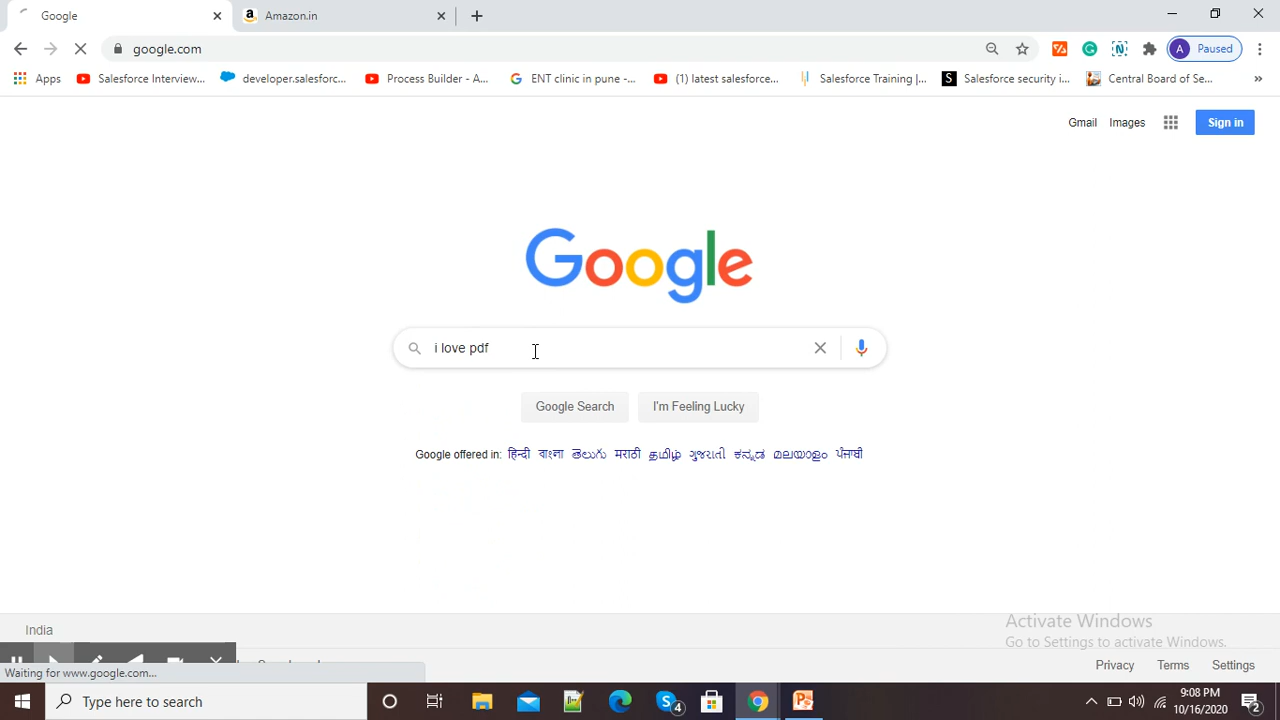 Google
Amazon.in
google.com
Paused
A
Apps
Salesforce Interview...
developer.salesforc...
Process Builder - A...
ENT clinic in pune -...
(1) latest salesforce...
Salesforce Training |...
Salesforce security i...
Central Board of Se...
Gmail
Images
Sign in
Google
i love pdf
Google Search
I'm Feeling Lucky
Google offered in: हिन्दी বাংলা తెలుగు मराठी தமிழ் ગુજરાતી ಕನ್ನಡ മലയാളം ਪੰਜਾਬੀ
India
Activate Windows
Go to Settings to activate Windows.
Waiting for www.google.com...
Privacy
Terms
Settings
Type here to search
4
9:08 PM
10/16/2020
2